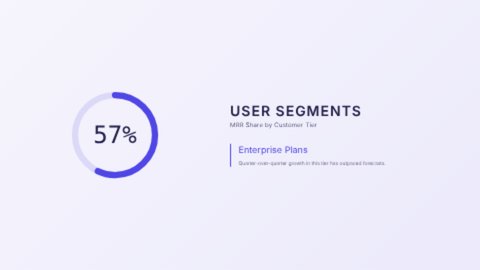 57%
USER SEGMENTS
MRR Share by Customer Tier
Enterprise Plans
Quarter-over-quarter growth in this tier has outpaced forecasts.